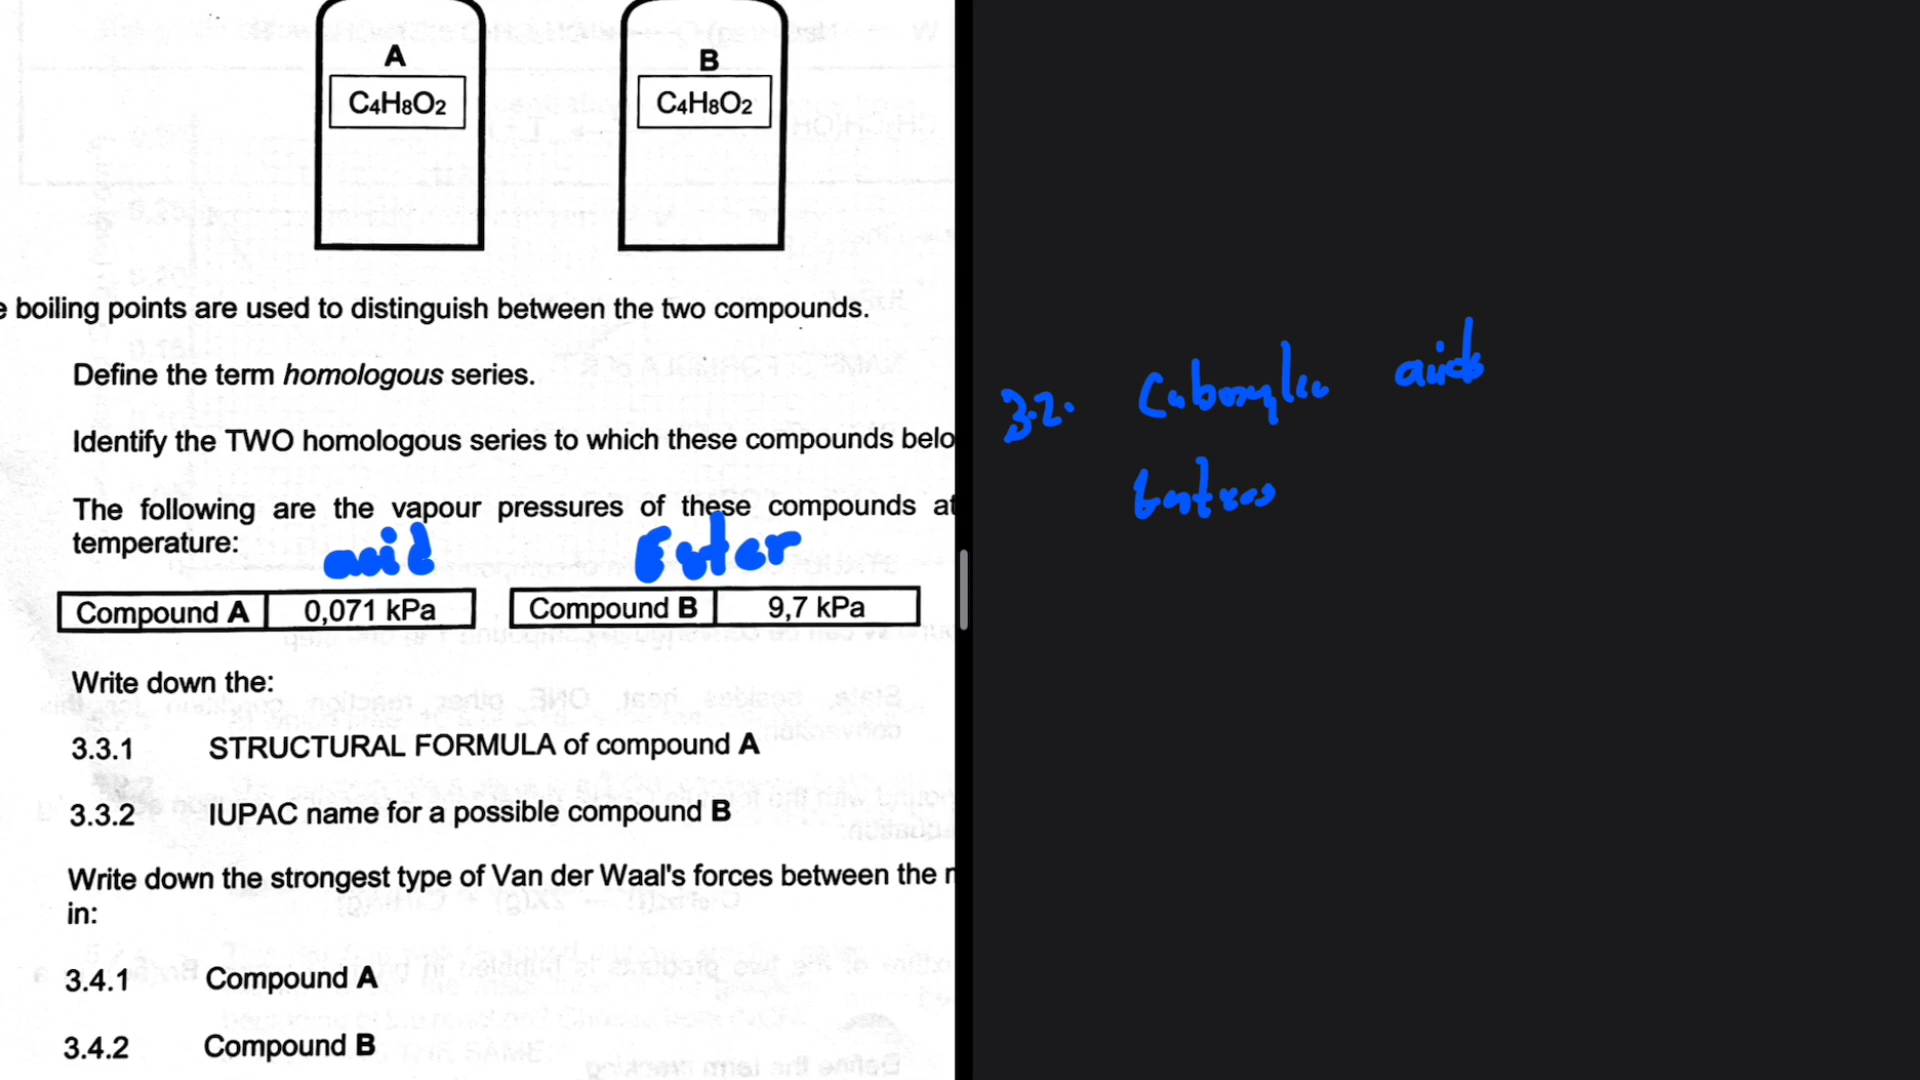 A
B
C4H8O2
C4H8O2
e boiling points are used to distinguish between the two compounds.
Define the term homologous series.
Identify the TWO homologous series to which these compounds belo
The following are the vapour pressures of these compounds at
temperature:
acid
Ester
Compound A 0,071 kPa
Compound B 9,7 kPa
Write down the:
3.3.1 STRUCTURAL FORMULA of compound A
3.3.2 IUPAC name for a possible compound B
Write down the strongest type of Van der Waal's forces between the
in:
3.4.1 Compound A
3.4.2 Compound B
3.2. Caboxylic acids